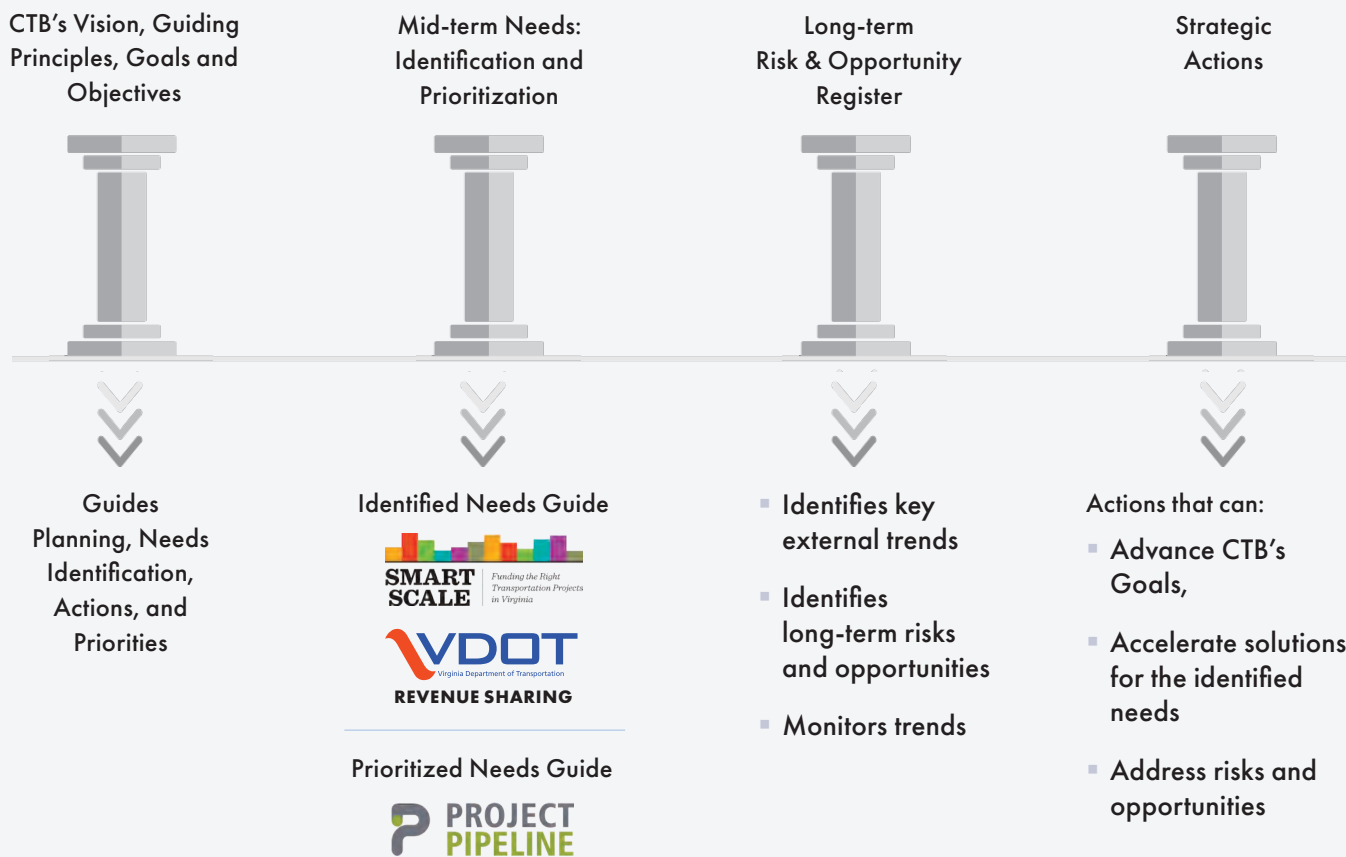 CTB’s Vision, Guiding
Principles, Goals and
Objectives
Mid-term Needs:
Identification and
Prioritization
Long-term
Risk & Opportunity
Register
Strategic
Actions
Guides
Planning, Needs
Identification,
Actions, and
Priorities
Identified Needs Guide
SMART
SCALE
Funding the Right
Transportation Projects
in Virginia
VDOT
Virginia Department of Transportation
REVENUE SHARING
Prioritized Needs Guide
PROJECT
PIPELINE
Identifies key
external trends
Identifies
long-term risks
and opportunities
Monitors trends
Actions that can:
Advance CTB’s
Goals,
Accelerate solutions
for the identified
needs
Address risks and
opportunities